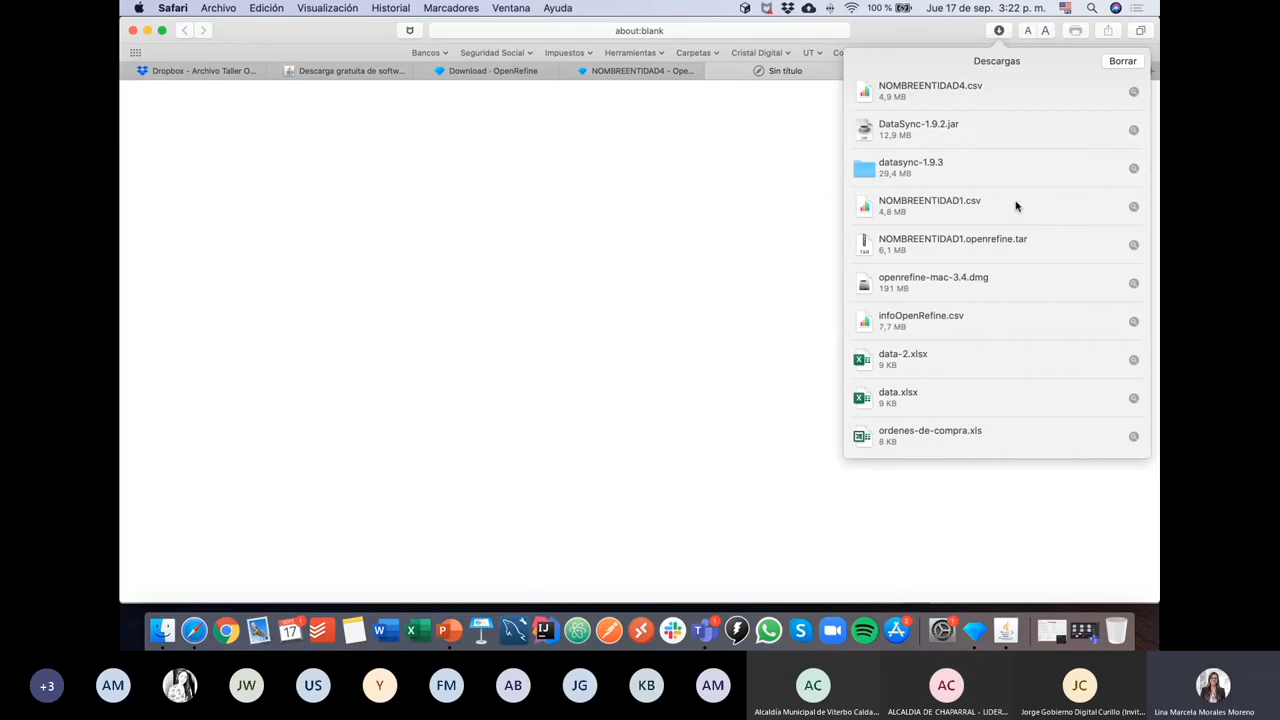 Safari Archivo Edición Visualización Historial Marcadores Ventana Ayuda 100 % Jue 17 de sep. 3:22 p. m.
about:blank A A
Bancos Seguridad Social Impuestos Herramientas Carpetas Cristal Digital UT Co
Dropbox - Archivo Taller O... Descarga gratuita de softw... Download - OpenRefine NOMBREENTIDAD4 - Ope... Sin título
Descargas Borrar
NOMBREENTIDAD4.csv
4,9 MB
DataSync-1.9.2.jar
12,9 MB
datasync-1.9.3
29,4 MB
NOMBREENTIDAD1.csv
4,8 MB
NOMBREENTIDAD1.openrefine.tar
6,1 MB
TAR
openrefine-mac-3.4.dmg
191 MB
infoOpenRefine.csv
7,7 MB
data-2.xlsx
9 KB
data.xlsx
9 KB
ordenes-de-compra.xls
8 KB
17
+3 AM JW US Y FM AB JG KB AM AC AC JC
Alcaldía Municipal de Viterbo Calda... ALCALDIA DE CHAPARRAL - LIDER... Jorge Gobierno Digital Curillo (Invit... Lina Marcela Morales Moreno